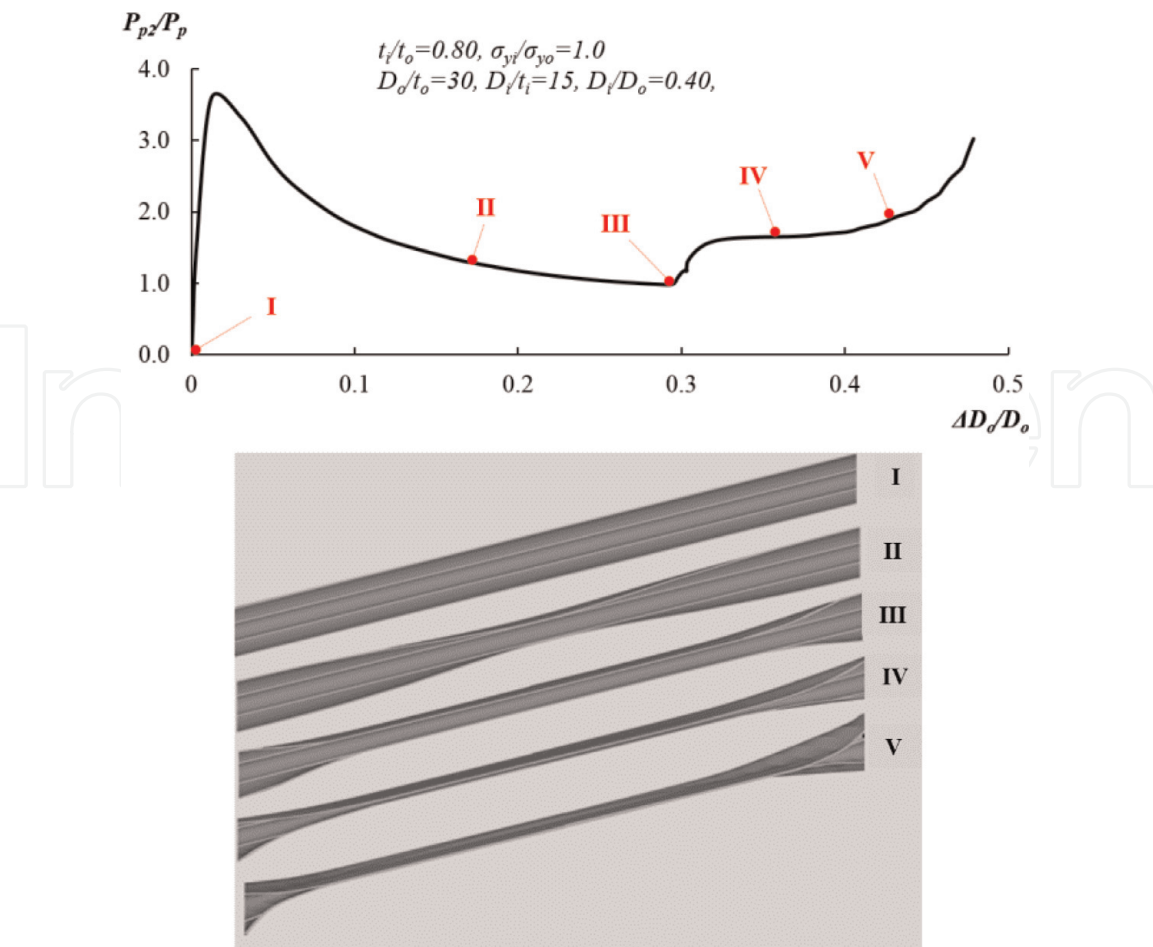 Pp2/Pp
ti/to=0.80, σyi/σyo=1.0
Do/to=30, Di/ti=15, Di/Do=0.40,
4.0
3.0
2.0
1.0
0.0
I
II
III
IV
V
0 0.1 0.2 0.3 0.4 0.5
ΔDo/Do
I
II
III
IV
V